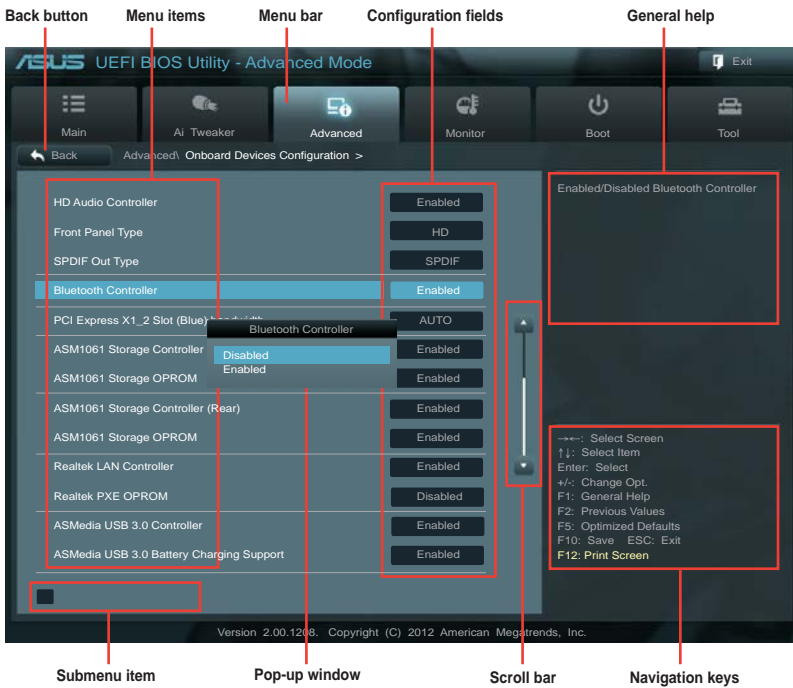 Back button Menu items Menu bar Configuration fields General help
ASUS UEFI BIOS Utility - Advanced Mode Exit
Main Ai Tweaker Advanced Monitor Boot Tool
Back Advanced\ Onboard Devices Configuration >
Enabled/Disabled Bluetooth Controller
HD Audio Controller Enabled
Front Panel Type HD
SPDIF Out Type SPDIF
Bluetooth Controller Enabled
PCI Express X1_2 Slot (Blue) bandwidth AUTO
Bluetooth Controller
Disabled
Enabled
ASM1061 Storage Controller Enabled
ASM1061 Storage OPROM Enabled
ASM1061 Storage Controller (Rear) Enabled
ASM1061 Storage OPROM Enabled
Realtek LAN Controller Enabled
Realtek PXE OPROM Disabled
ASMedia USB 3.0 Controller Enabled
ASMedia USB 3.0 Battery Charging Support Enabled
→←: Select Screen
↑↓: Select Item
Enter: Select
+/-: Change Opt.
F1: General Help
F2: Previous Values
F5: Optimized Defaults
F10: Save ESC: Exit
F12: Print Screen
Version 2.00.1208. Copyright (C) 2012 American Megatrends, Inc.
Submenu item Pop-up window Scroll bar Navigation keys